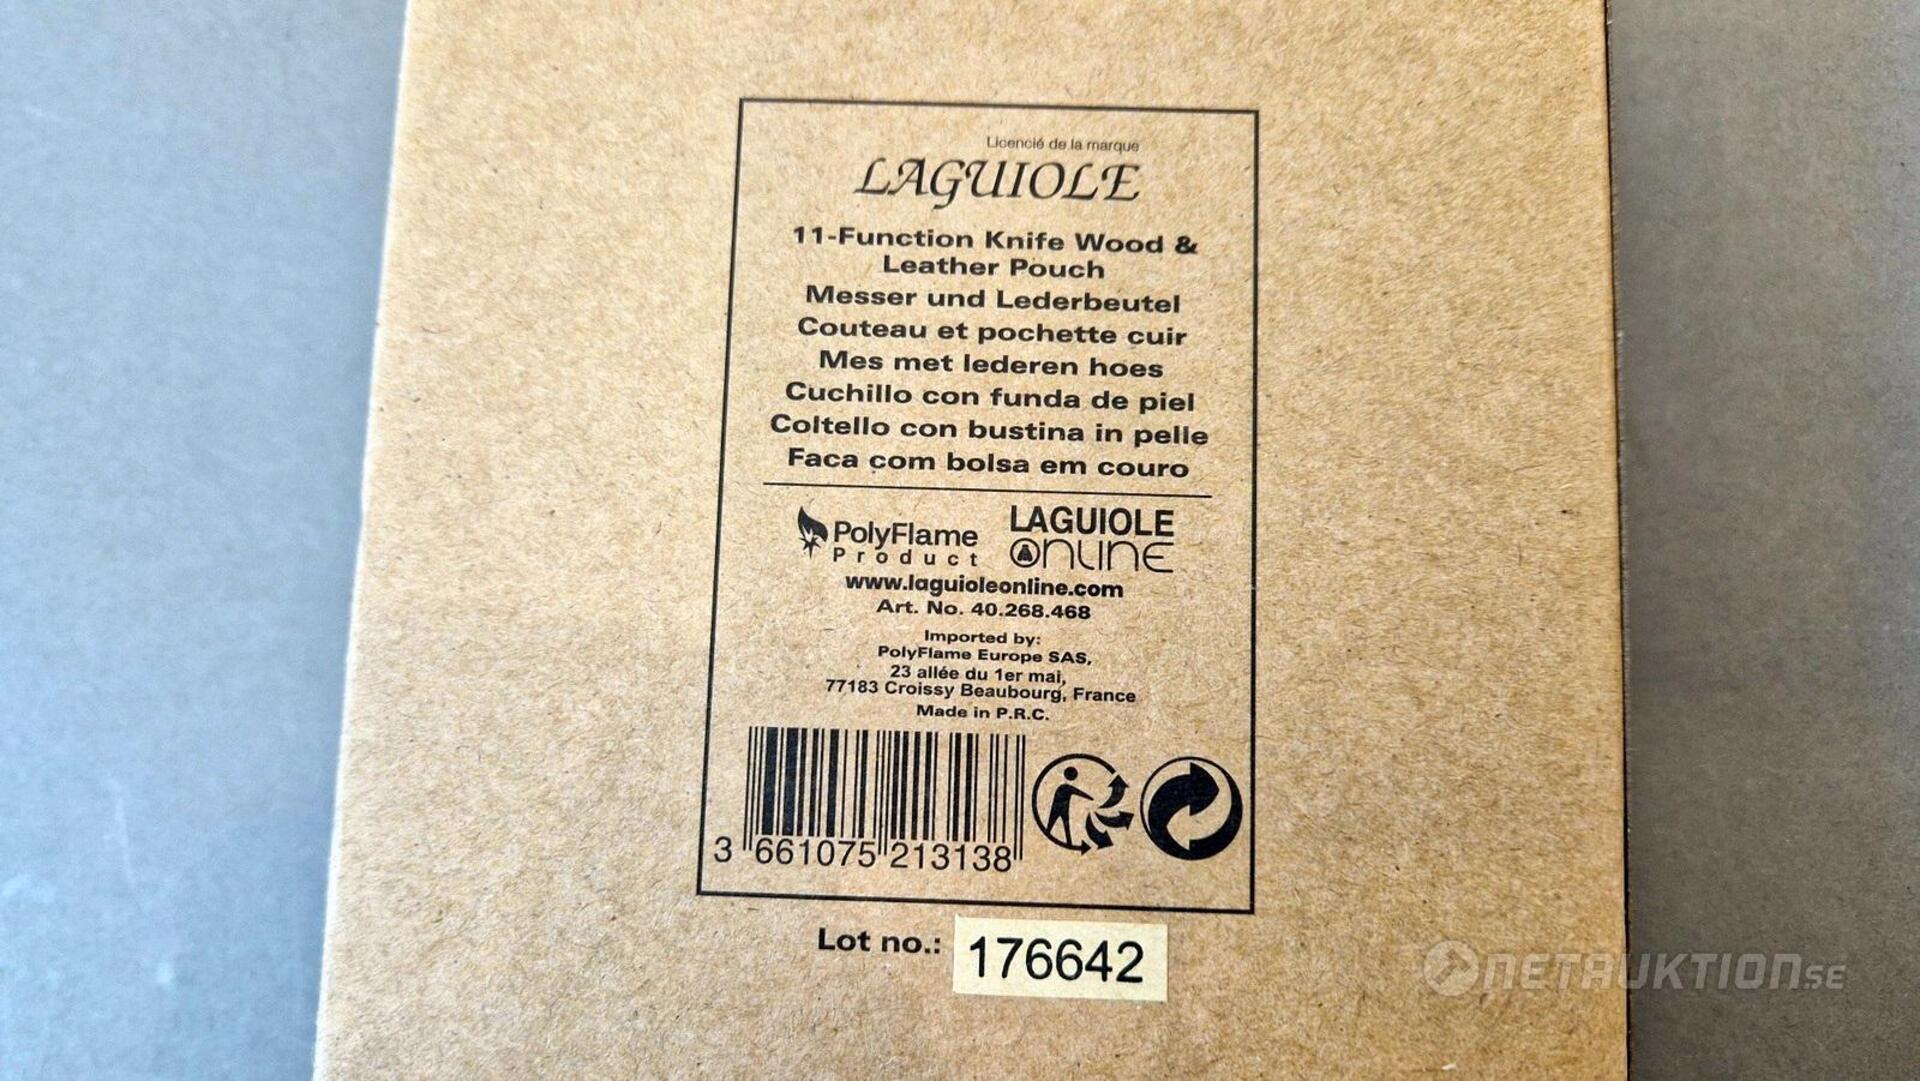 Licencié de la marque
LAGUIOLE
11-Function Knife Wood &
Leather Pouch
Messer und Lederbeutel
Couteau et pochette cuir
Mes met lederen hoes
Cuchillo con funda de piel
Coltello con bustina in pelle
Faca com bolsa em couro
PolyFlame
Product
LAGUIOLE
ONLINE
www.laguioleonline.com
Art. No. 40.268.468
Imported by:
PolyFlame Europe SAS,
23 allée du 1er mai,
77183 Croissy Beaubourg, France
Made in P.R.C.
3 661075 213138
Lot no.: 176642
NETAUKTION.SE